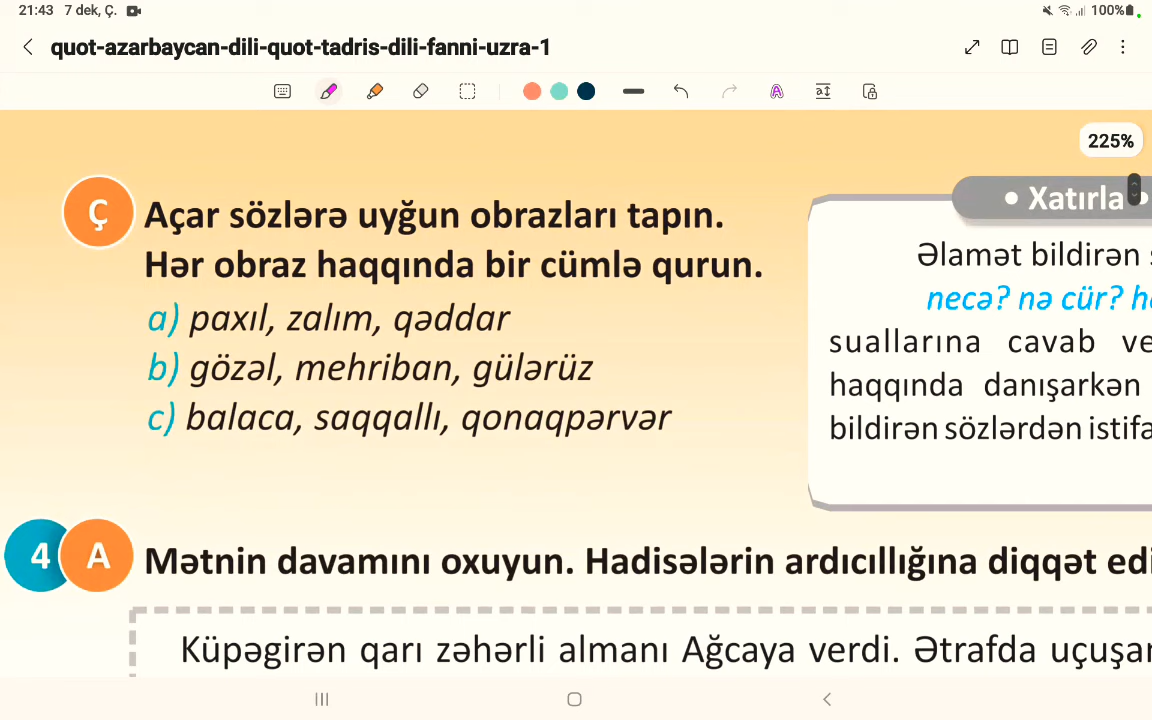 21:43 7 dek, Ç.
100%
quot-azarbaycan-dili-quot-tadris-dili-fanni-uzra-1
225%
Ç
Açar sözlərə uyğun obrazları tapın.
Hər obraz haqqında bir cümlə qurun.
a) paxıl, zalım, qəddar
b) gözəl, mehriban, gülərüz
c) balaca, saqqallı, qonaqpərvər
• Xatırla •
Əlamət bildirən
necə? nə cür?
suallarına cavab
haqqında danışarkən
bildirən sözlərdən
4 A
Mətnin davamını oxuyun. Hadisələrin ardıcıllığına diqqət
Küpəgirən qarı zəhərli almanı Ağcaya verdi. Ətrafda